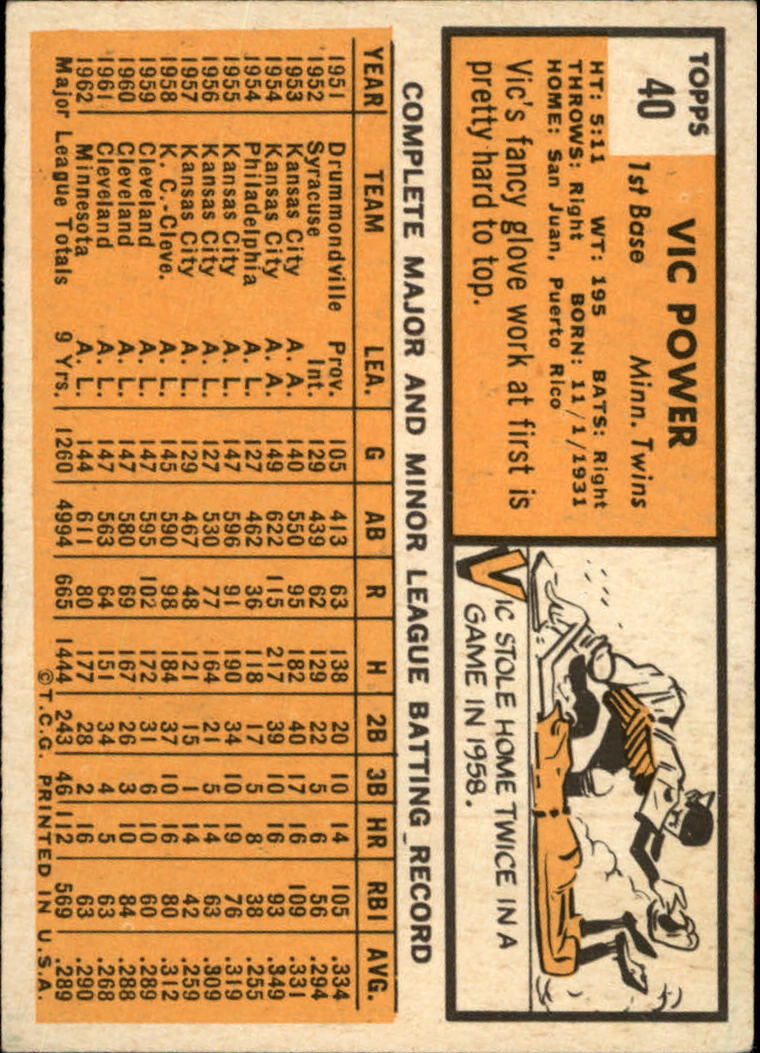 TOPPS
40
VIC POWER
1st Base Minn. Twins
HT: 5:11 WT: 195 BATS: Right
THROWS: Right BORN: 11/1/1931
HOME: San Juan, Puerto Rico
Vic's fancy glove work at first is
pretty hard to top.
VIC STOLE HOME TWICE IN A
GAME IN 1958.
COMPLETE MAJOR AND MINOR LEAGUE BATTING RECORD
YEAR TEAM LEA. G AB R H 2B 3B HR RBI AVG.
1951 Drummondville Prov. 105 413 63 138 20 10 14 105 .334
1952 Syracuse Int. 129 439 62 129 22 5 6 56 .294
1953 Kansas City A. A. 140 550 95 182 40 17 16 109 .331
1954 Kansas City A. A. 149 622 115 217 39 10 16 93 .349
1954 Philadelphia A. L. 127 462 36 118 17 5 8 38 .255
1955 Kansas City A. L. 147 596 91 190 34 10 19 76 .319
1956 Kansas City A. L. 127 530 77 164 21 5 14 63 .309
1957 Kansas City A. L. 129 467 48 121 15 1 14 42 .259
1958 K. C.-Cleve. A. L. 145 590 98 184 37 10 16 80 .312
1959 Cleveland A. L. 147 595 102 172 31 6 10 60 .289
1960 Cleveland A. L. 147 580 69 167 26 3 10 84 .288
1961 Cleveland A. L. 147 563 64 151 34 4 5 63 .268
1962 Minnesota A. L. 144 611 80 177 28 2 16 63 .290
Major League Totals 9 Yrs. 1260 4994 665 1444 243 46 112 569 .289
©T.C.G. PRINTED IN U.S.A.